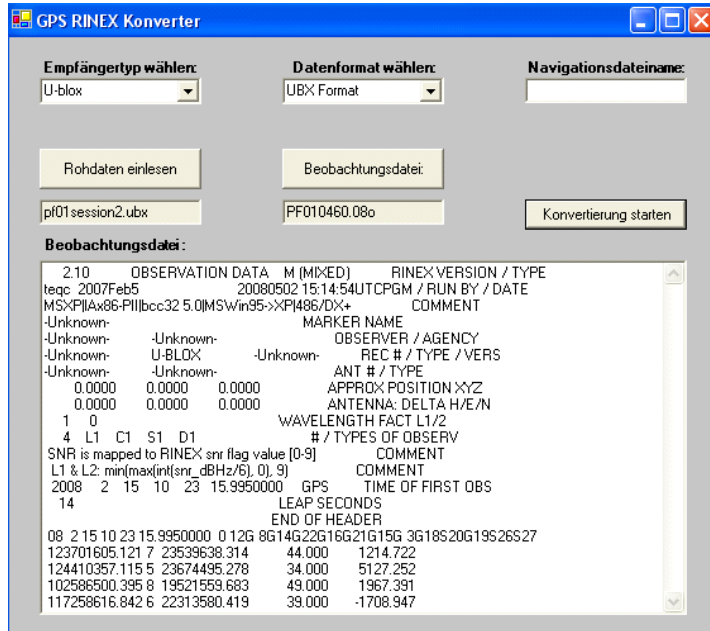 GPS RINEX Konverter
Empfängertyp wählen: Datenformat wählen: Navigationsdateiname:
U-blox UBX Format
Rohdaten einlesen Beobachtungsdatei:
pf01session2.ubx PF010460.08o Konvertierung starten
Beobachtungsdatei :
2.10 OBSERVATION DATA M (MIXED) RINEX VERSION / TYPE
teqc 2007Feb5 20080502 15:14:54UTCPGM / RUN BY / DATE
MSXP|IAx86-PII|bcc32 5.0|MSWin95->XP|486/DX+ COMMENT
-Unknown- MARKER NAME
-Unknown- -Unknown- OBSERVER / AGENCY
-Unknown- U-BLOX -Unknown- REC # / TYPE / VERS
-Unknown- -Unknown- ANT # / TYPE
0.0000 0.0000 0.0000 APPROX POSITION XYZ
0.0000 0.0000 0.0000 ANTENNA: DELTA H/E/N
1 0 WAVELENGTH FACT L1/2
4 L1 C1 S1 D1 # / TYPES OF OBSERV
SNR is mapped to RINEX snr flag value [0-9] COMMENT
L1 & L2: min(max(int(snr_dBHz/6), 0), 9) COMMENT
2008 2 15 10 23 15.9950000 GPS TIME OF FIRST OBS
14 LEAP SECONDS
END OF HEADER
08 2 15 10 23 15.9950000 0 12G 8G14G22G16G21G15G 3G18S20G19S26S27
123701605.121 7 23539638.314 44.000 1214.722
124410357.115 5 23674495.278 34.000 5127.252
102586500.395 8 19521559.683 49.000 1967.391
117258616.842 6 22313580.419 39.000 -1708.947